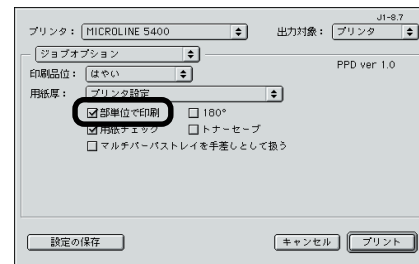 J1-8.7
プリンタ： MICROLINE 5400 出力対象： プリンタ
ジョブオプション
PPD ver 1.0
印刷品位： はやい
用紙厚： プリンタ設定
部単位で印刷 180°
用紙チェック トナーセーブ
マルチパーパストレイを手差しとして扱う
設定の保存 キャンセル プリント